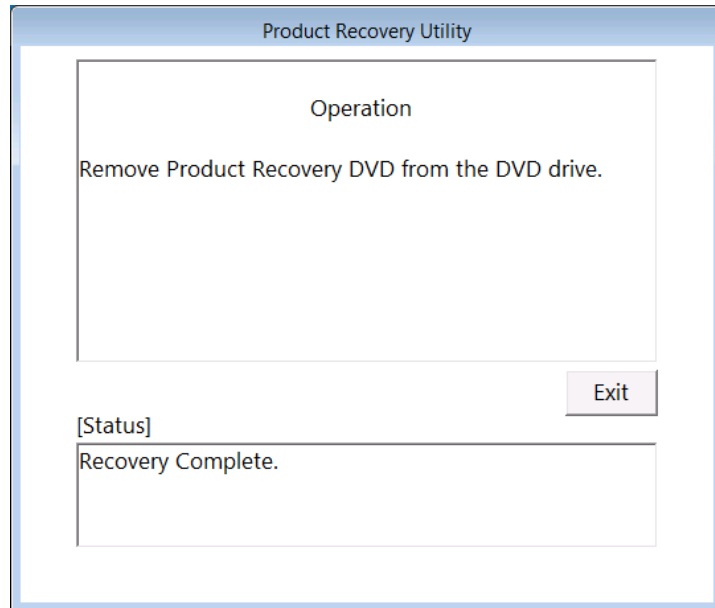 Product Recovery Utility
Operation
Remove Product Recovery DVD from the DVD drive.
Exit
[Status]
Recovery Complete.